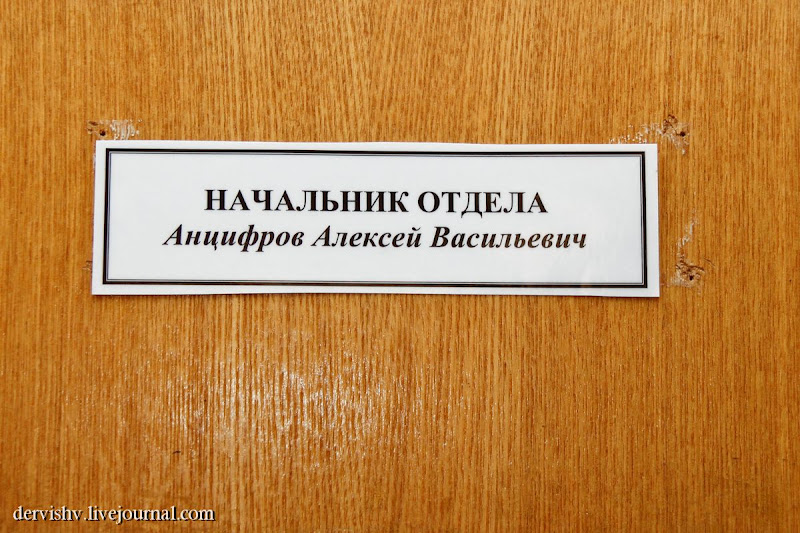 НАЧАЛЬНИК ОТДЕЛА
Анцифров Алексей Васильевич
dervishv.livejournal.com